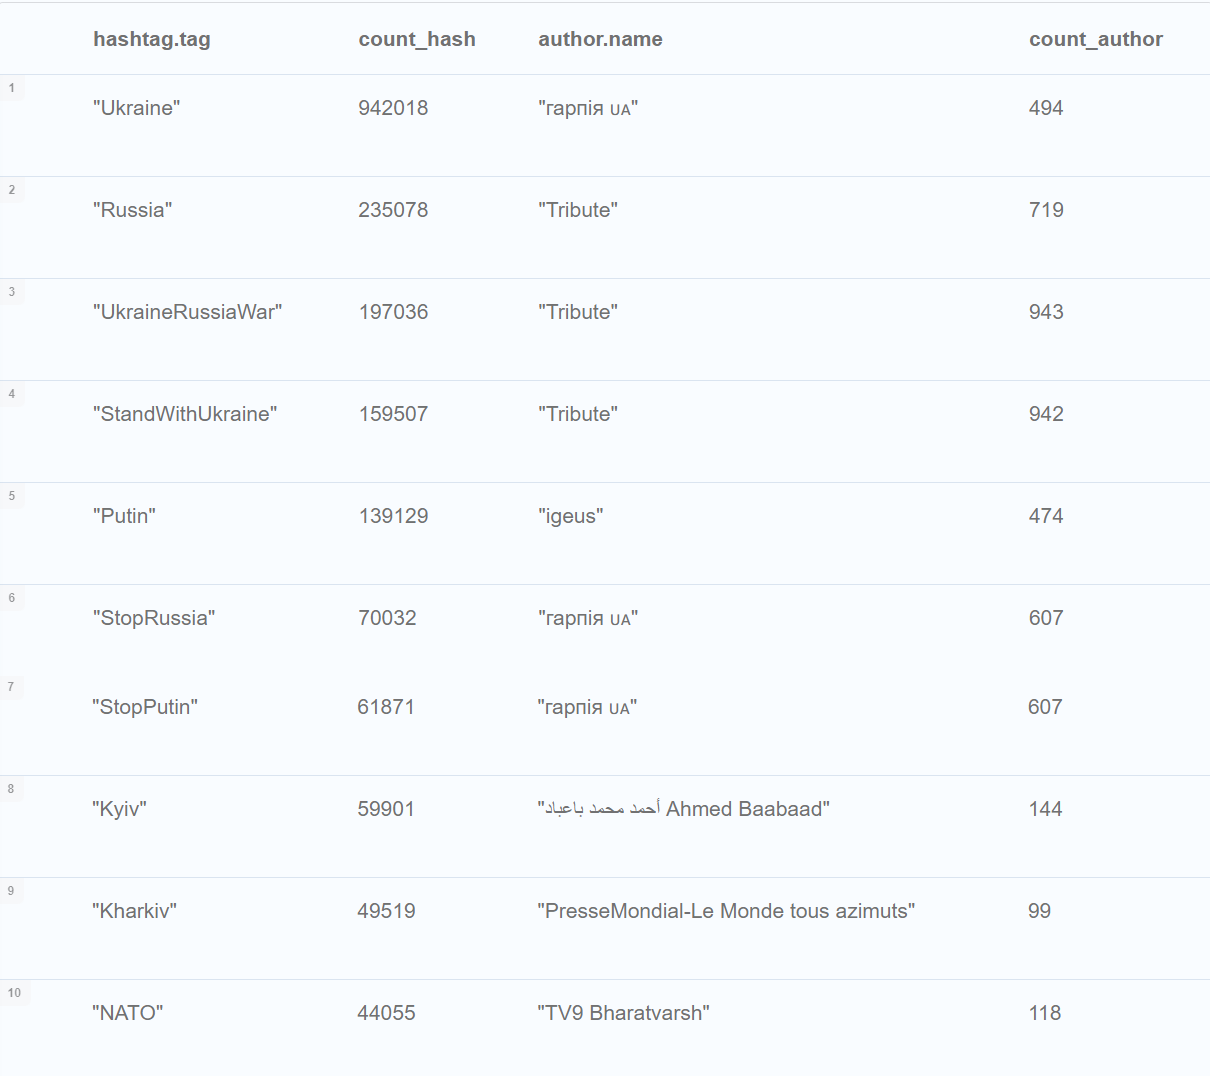 hashtag.tag count_hash author.name count_author
1 "Ukraine" 942018 "гарпія ᴜᴀ" 494
2 "Russia" 235078 "Tribute" 719
3 "UkraineRussiaWar" 197036 "Tribute" 943
4 "StandWithUkraine" 159507 "Tribute" 942
5 "Putin" 139129 "igeus" 474
6 "StopRussia" 70032 "гарпія ᴜᴀ" 607
7 "StopPutin" 61871 "гарпія ᴜᴀ" 607
8 "Kyiv" 59901 "أحمد محمد باعباد Ahmed Baabaad" 144
9 "Kharkiv" 49519 "PresseMondial-Le Monde tous azimuts" 99
10 "NATO" 44055 "TV9 Bharatvarsh" 118